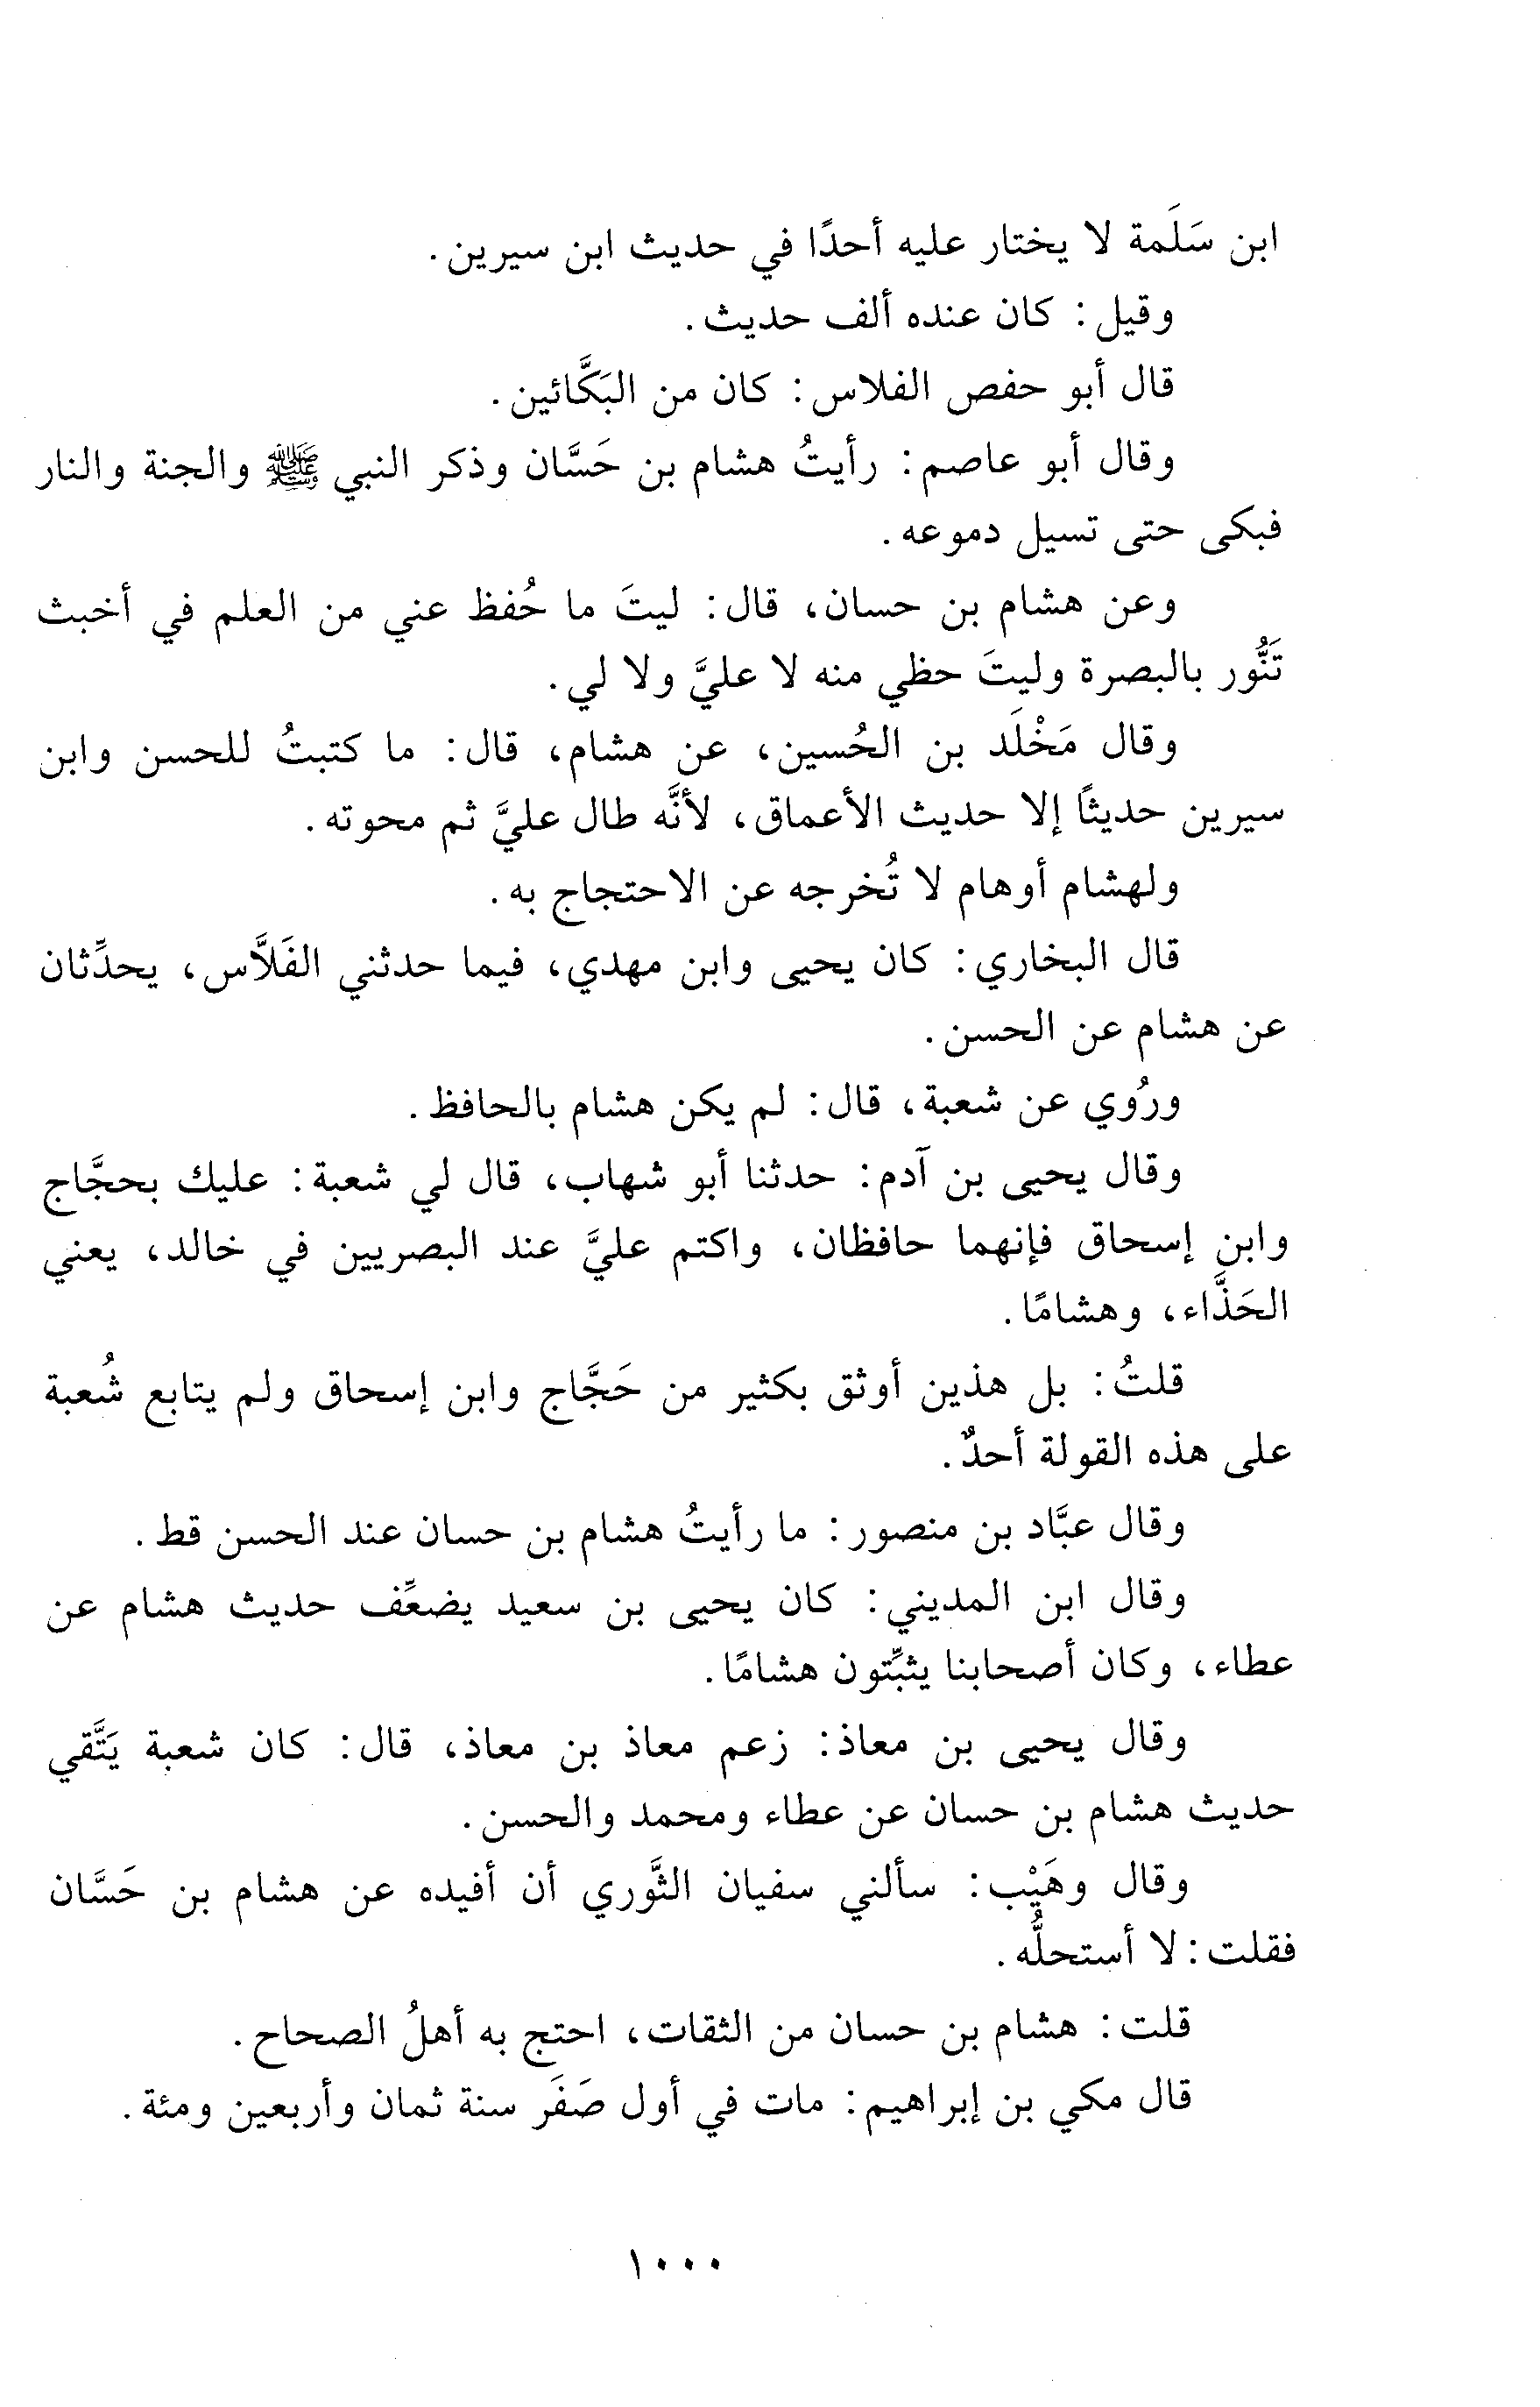 ابن سَلَمة لا يختار عليه أحدًا في حديث ابن سيرين.
وقيل: كان عنده ألف حديث.
قال أبو حفص الفلاس: كان من البَكَّائين.
وقال أبو عاصم: رأيتُ هشام بن حَسَّان وذكر النبي ﷺ والجنة والنار
فبكى حتى تسيل دموعه.
وعن هشام بن حسان، قال: ليتَ ما حُفظ عني من العلم في أخبث
تَنُّور بالبصرة وليتَ حظي منه لا عليَّ ولا لي.
وقال مَخْلَد بن الحُسين، عن هشام، قال: ما كتبتُ للحسن وابن
سيرين حديثًا إلا حديث الأعماق، لأنَّه طال عليَّ ثم محوته.
ولهشام أوهام لا تُخرجه عن الاحتجاج به.
قال البخاري: كان يحيى وابن مهدي، فيما حدثني الفَلاَّس، يحدِّثان
عن هشام عن الحسن.
ورُوي عن شعبة، قال: لم يكن هشام بالحافظ.
وقال يحيى بن آدم: حدثنا أبو شهاب، قال لي شعبة: عليك بحجَّاج
وابن إسحاق فإنهما حافظان، واكتم عليَّ عند البصريين في خالد، يعني
الحَذَّاء، وهشامًا.
قلتُ: بل هذين أوثق بكثير من حَجَّاج وابن إسحاق ولم يتابع شُعبة
على هذه القولة أحدٌ.
وقال عبَّاد بن منصور: ما رأيتُ هشام بن حسان عند الحسن قط.
وقال ابن المديني: كان يحيى بن سعيد يضعِّف حديث هشام عن
عطاء، وكان أصحابنا يثبِّتون هشامًا.
وقال يحيى بن معاذ: زعم معاذ بن معاذ، قال: كان شعبة يَتَّقي
حديث هشام بن حسان عن عطاء ومحمد والحسن.
وقال وهَيْب: سألني سفيان الثَّوري أن أفيده عن هشام بن حَسَّان
فقلت: لا أستحلُّه.
قلت: هشام بن حسان من الثقات، احتج به أهلُ الصحاح.
قال مكي بن إبراهيم: مات في أول صَفَر سنة ثمان وأربعين ومئة.
١٠٠٠